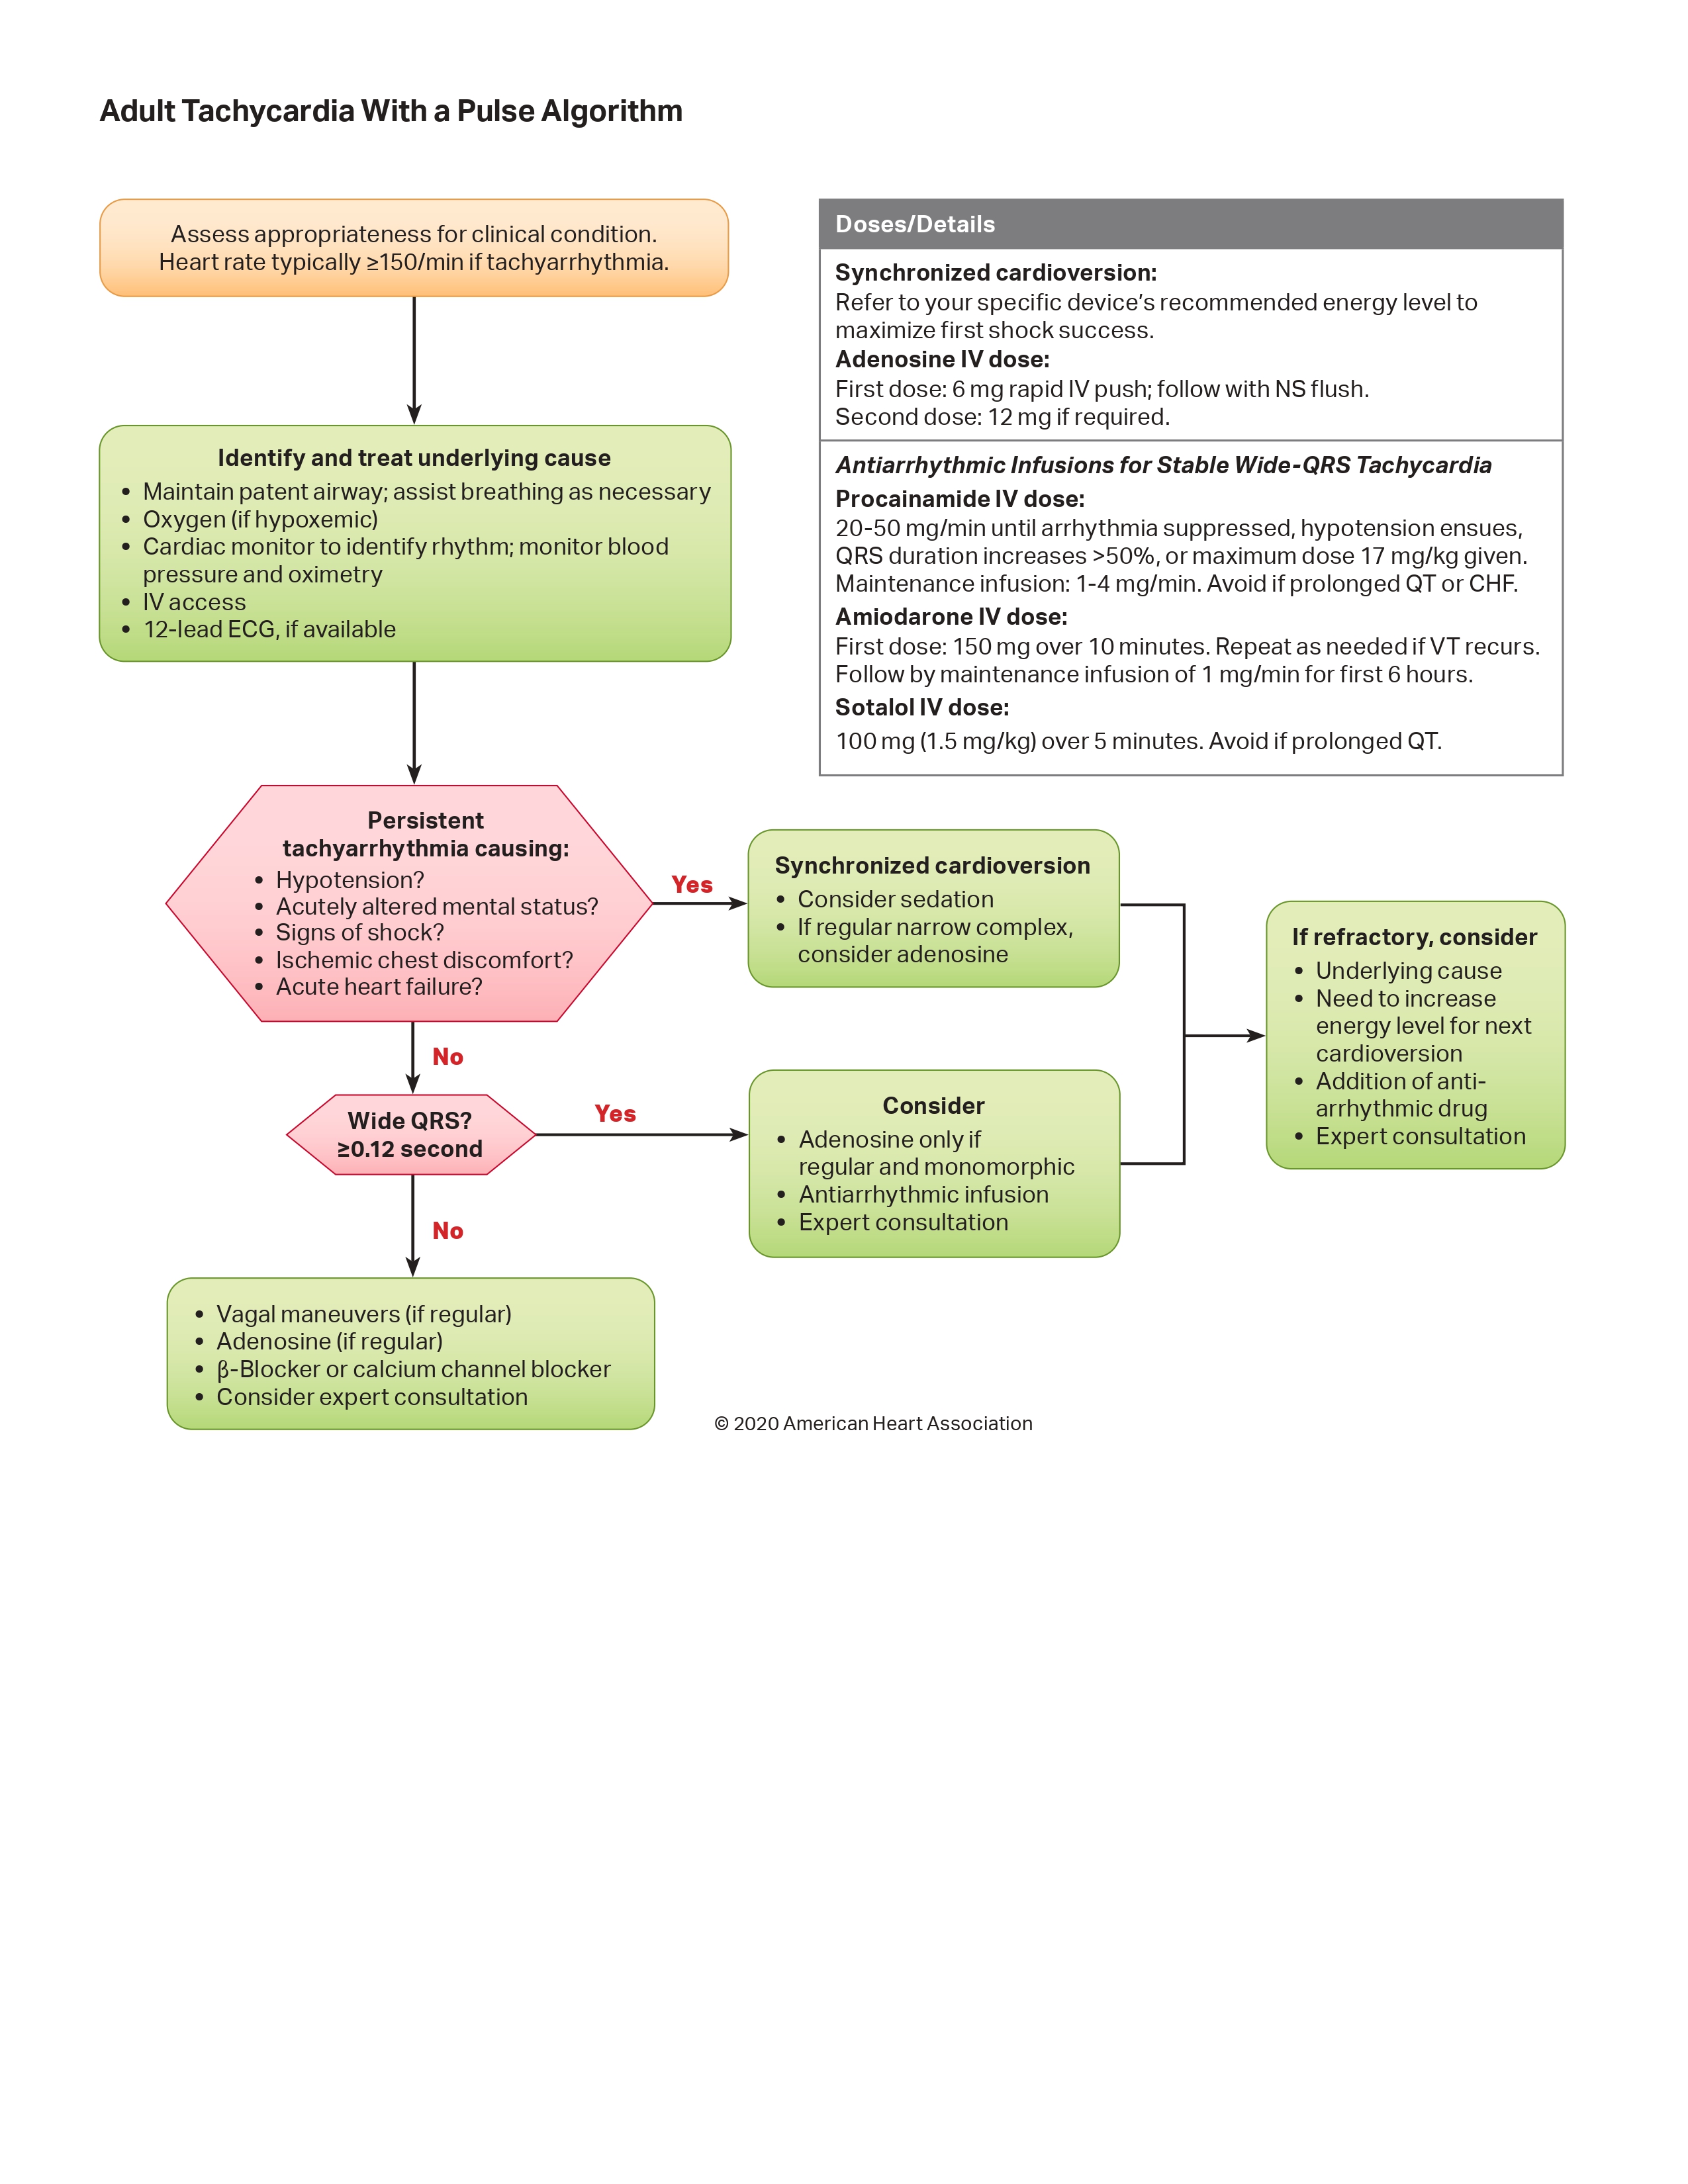 Adult Tachycardia With a Pulse Algorithm
Assess appropriateness for clinical condition.
Heart rate typically ≥150/min if tachyarrhythmia.
Identify and treat underlying cause
• Maintain patent airway; assist breathing as necessary
• Oxygen (if hypoxemic)
• Cardiac monitor to identify rhythm; monitor blood
pressure and oximetry
• IV access
• 12-lead ECG, if available
Doses/Details
Synchronized cardioversion:
Refer to your specific device’s recommended energy level to
maximize first shock success.
Adenosine IV dose:
First dose: 6 mg rapid IV push; follow with NS flush.
Second dose: 12 mg if required.
Antiarrhythmic Infusions for Stable Wide-QRS Tachycardia
Procainamide IV dose:
20-50 mg/min until arrhythmia suppressed, hypotension ensues,
QRS duration increases >50%, or maximum dose 17 mg/kg given.
Maintenance infusion: 1-4 mg/min. Avoid if prolonged QT or CHF.
Amiodarone IV dose:
First dose: 150 mg over 10 minutes. Repeat as needed if VT recurs.
Follow by maintenance infusion of 1 mg/min for first 6 hours.
Sotalol IV dose:
100 mg (1.5 mg/kg) over 5 minutes. Avoid if prolonged QT.
Persistent
tachyarrhythmia causing:
• Hypotension?
• Acutely altered mental status?
• Signs of shock?
• Ischemic chest discomfort?
• Acute heart failure?
Yes
Synchronized cardioversion
• Consider sedation
• If regular narrow complex,
consider adenosine
If refractory, consider
• Underlying cause
• Need to increase
energy level for next
cardioversion
• Addition of anti-
arrhythmic drug
• Expert consultation
No
Wide QRS?
≥0.12 second
Yes
Consider
• Adenosine only if
regular and monomorphic
• Antiarrhythmic infusion
• Expert consultation
No
• Vagal maneuvers (if regular)
• Adenosine (if regular)
• β-Blocker or calcium channel blocker
• Consider expert consultation
© 2020 American Heart Association